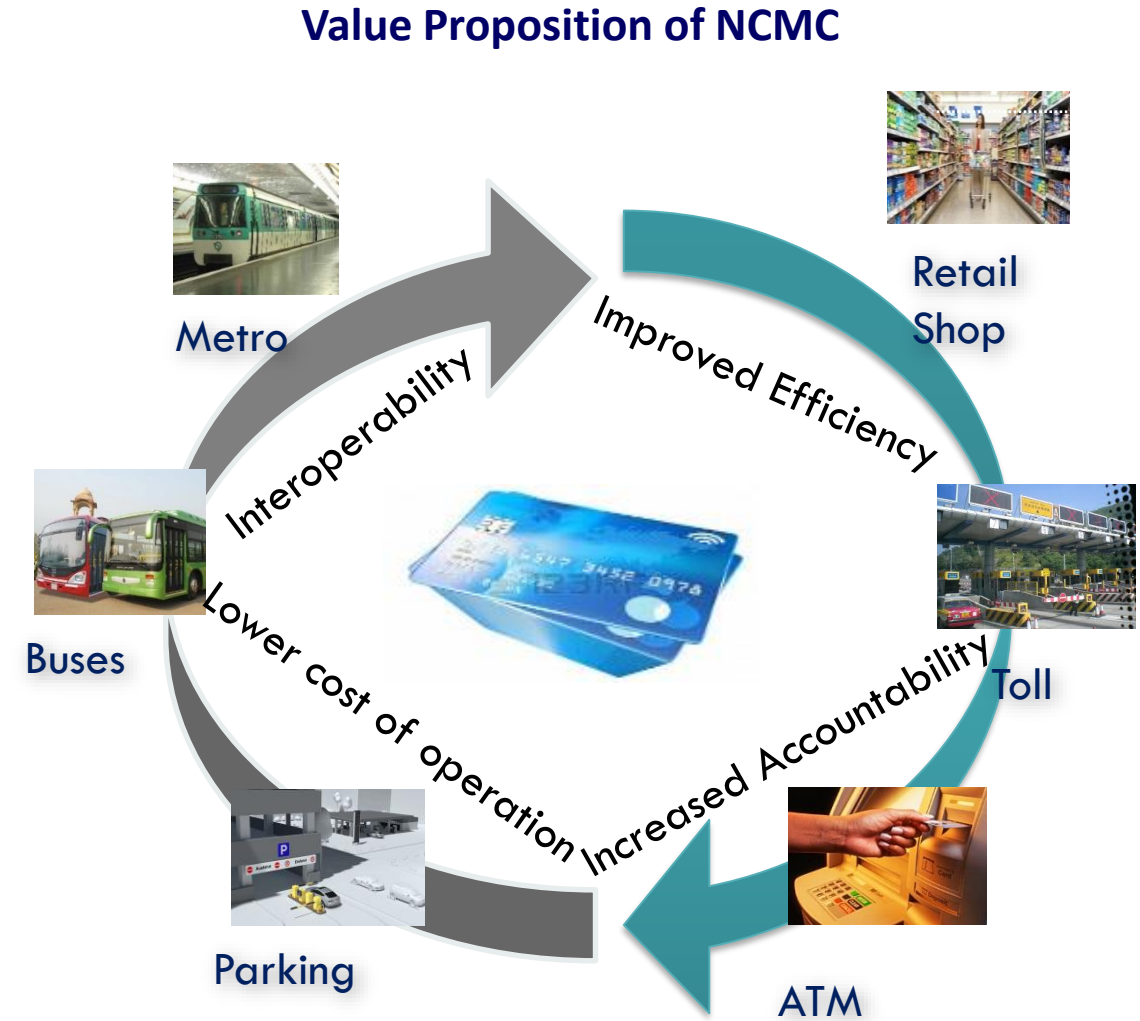 Value Proposition of NCMC
Retail
Shop
Metro
Improved Efficiency
Interoperability
Buses
Lower cost of operation
Increased Accountability
Toll
P
Parking
ATM